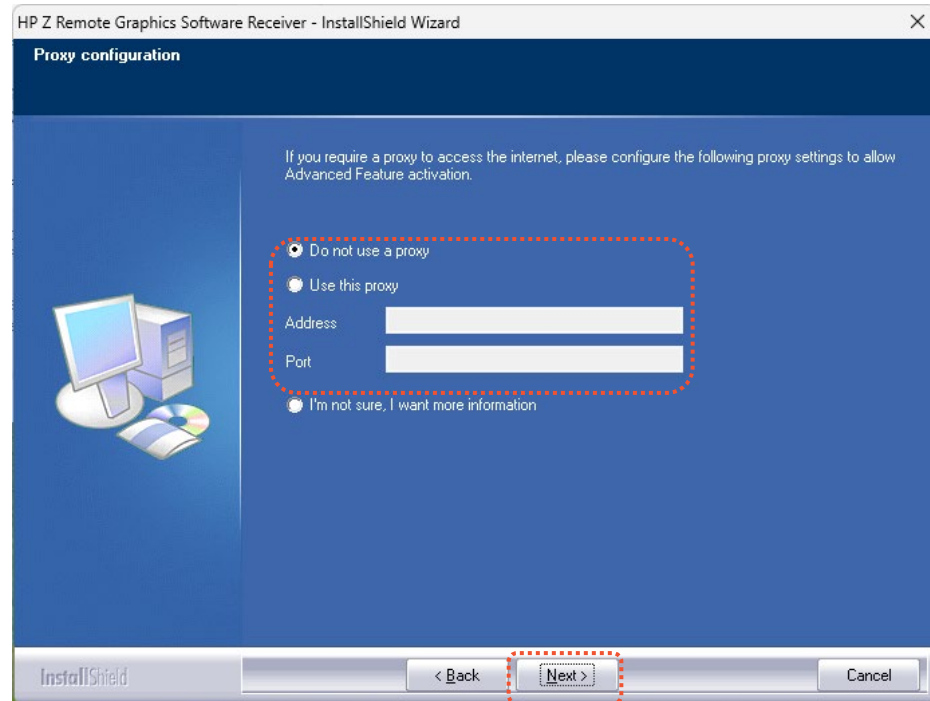 HP Z Remote Graphics Software Receiver - InstallShield Wizard
Proxy configuration
If you require a proxy to access the internet, please configure the following proxy settings to allow
Advanced Feature activation.
Do not use a proxy
Use this proxy
Address
Port
I'm not sure, I want more information
InstallShield
< Back
Next >
Cancel